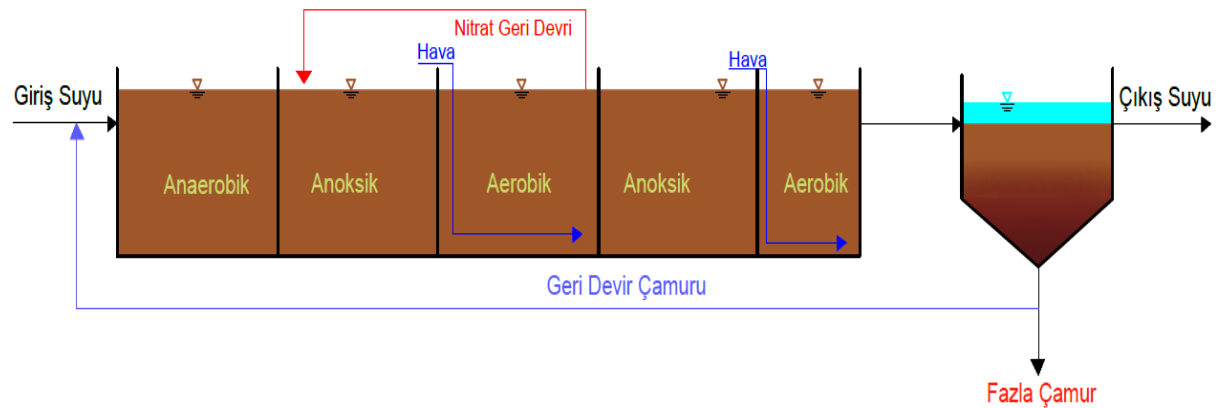 Nitrat Geri Devri
Hava
Hava
Giriş Suyu
Çıkış Suyu
Anaerobik
Anoksik
Aerobik
Anoksik
Aerobik
Geri Devir Çamuru
Fazla Çamur